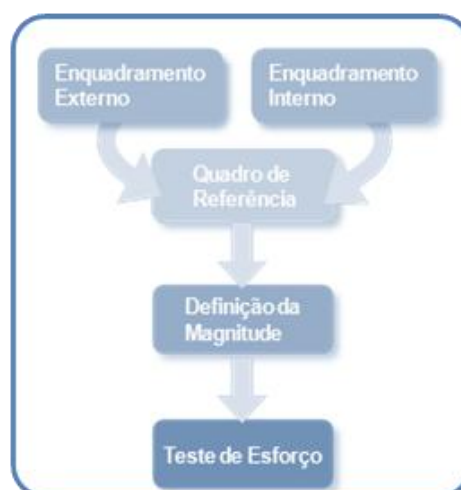 Enquadramento
Externo
Enquadramento
Interno
Quadro de
Referência
Definição da
Magnitude
Teste de Esforço